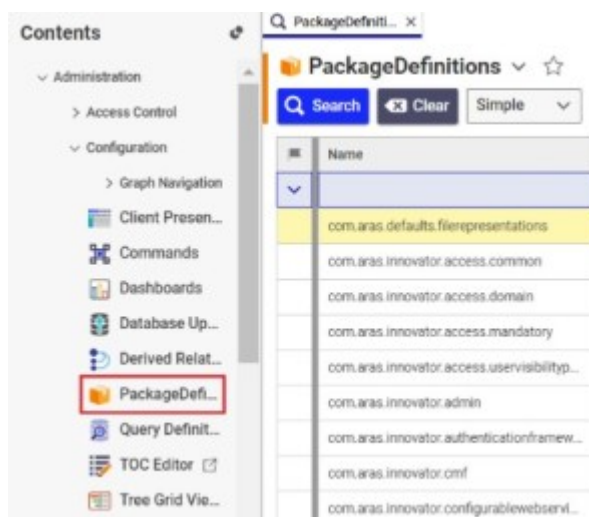 Contents
Administration
Access Control
Configuration
Graph Navigation
Client Presen...
Commands
Dashboards
Database Up...
Derived Relat...
PackageDefi...
Query Definit...
TOC Editor
Tree Grid Vie...
PackageDefiniti... ×
PackageDefinitions
Search Clear Simple
Name
com.aras.defaults.filerepresentations
com.aras.innovator.access.common
com.aras.innovator.access.domain
com.aras.innovator.access.mandatory
com.aras.innovator.access.uservisibilityp...
com.aras.innovator.admin
com.aras.innovator.authenticationframew...
com.aras.innovator.cmf
com.aras.innovator.configurablewebservi...